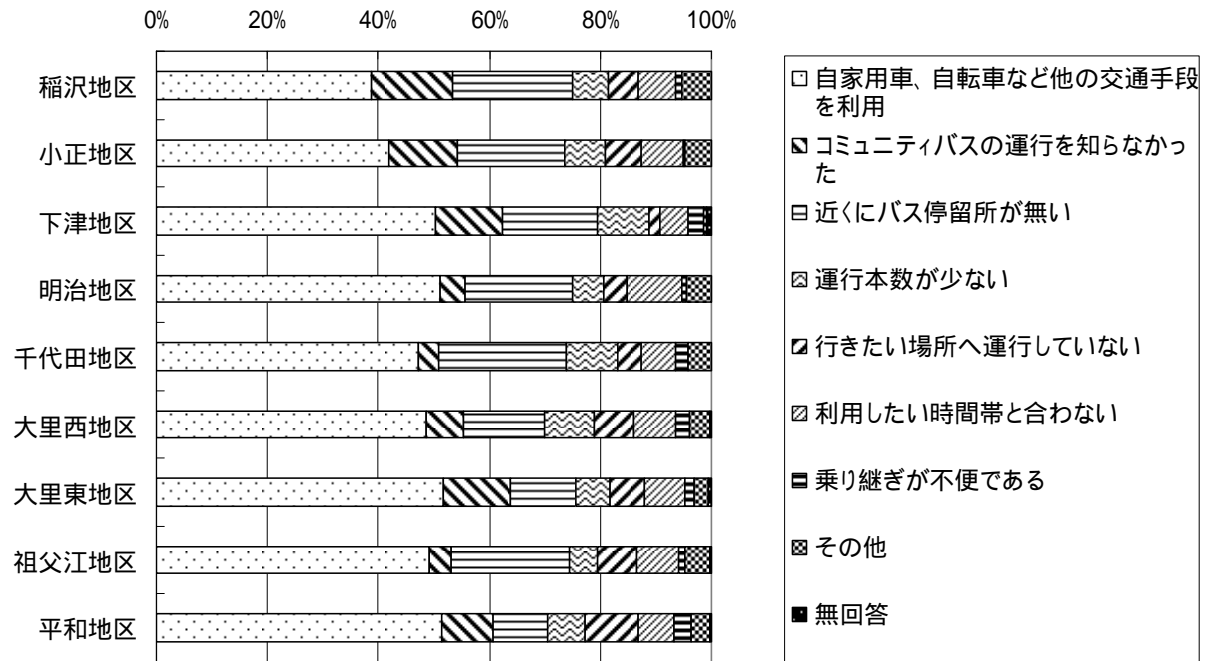 0% 20% 40% 60% 80% 100%
稲沢地区
小正地区
下津地区
明治地区
千代田地区
大里西地区
大里東地区
祖父江地区
平和地区
自家用車、自転車など他の交通手段
を利用
コミュニティバスの運行を知らなかっ
た
近くにバス停留所が無い
運行本数が少ない
行きたい場所へ運行していない
利用したい時間帯と合わない
乗り継ぎが不便である
その他
無回答